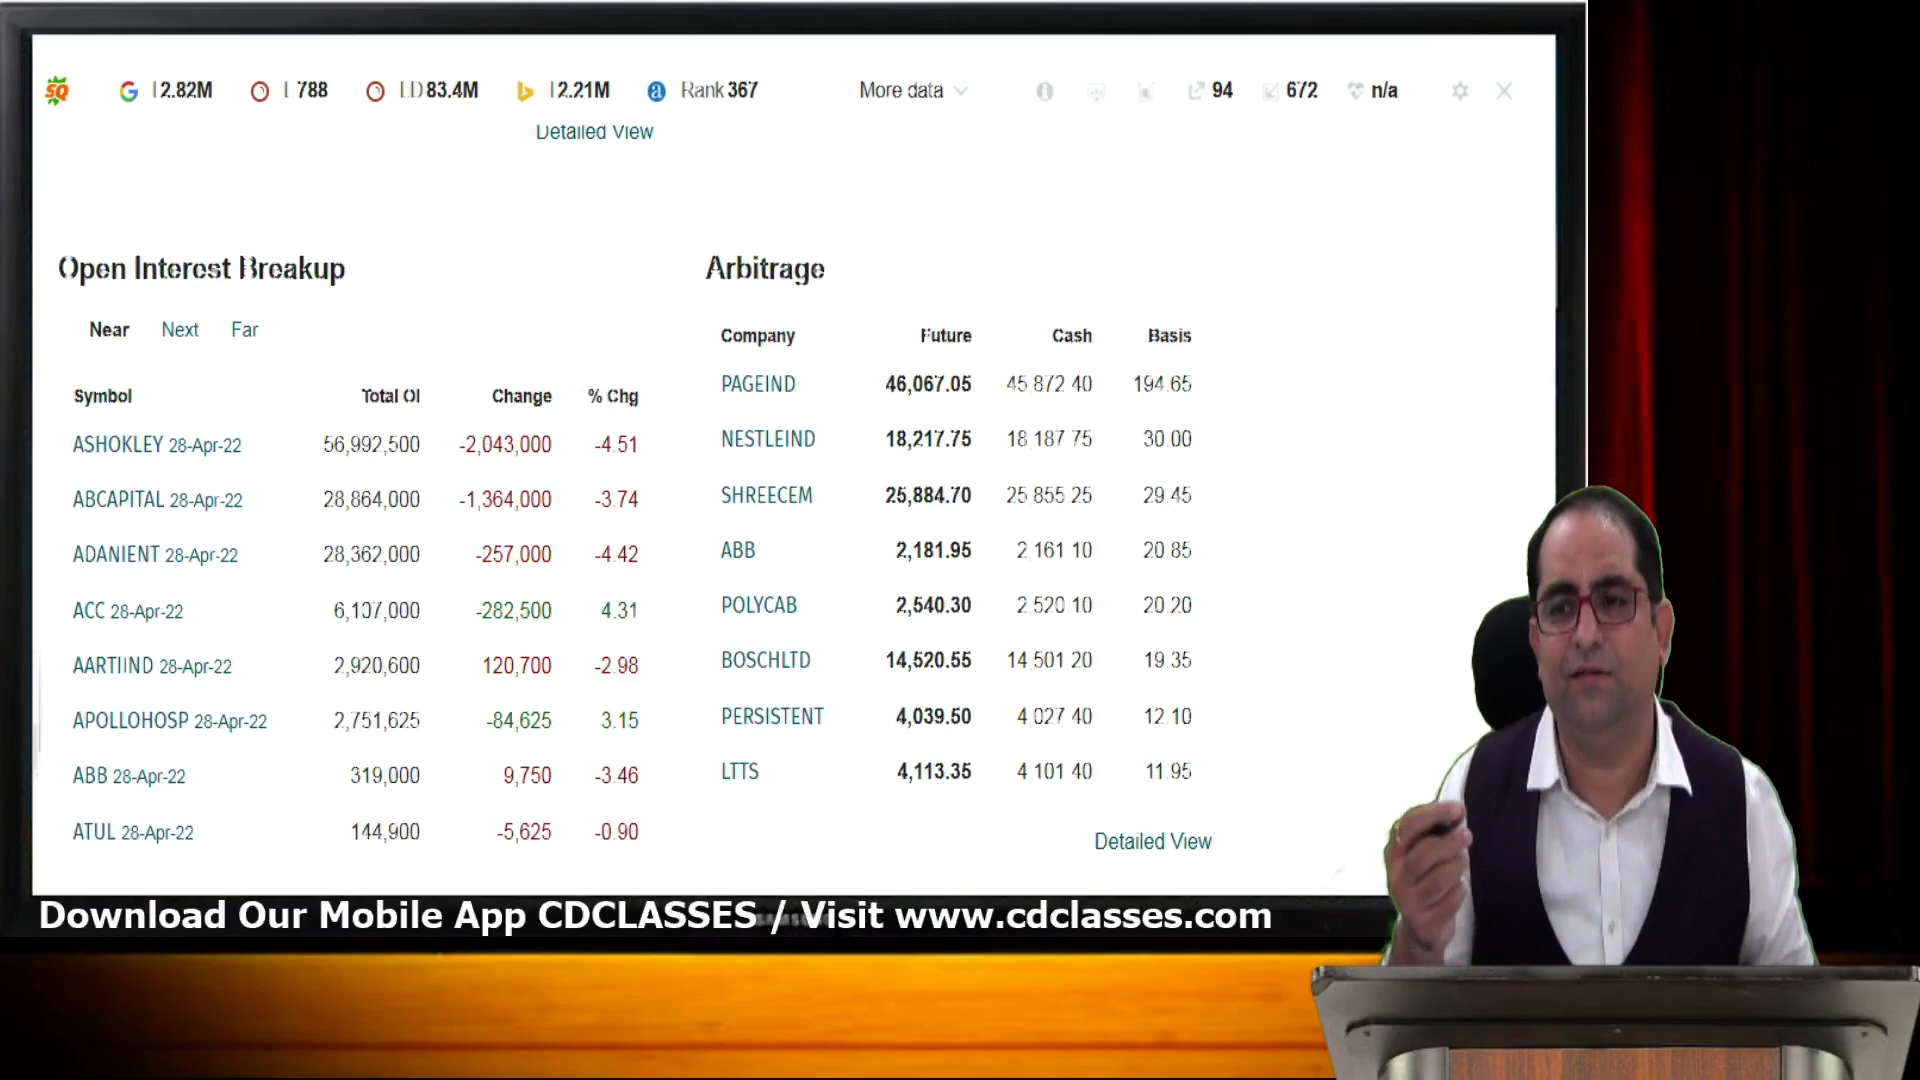 SQ I 2.82M L 788 LD 83.4M I 2.21M a Rank 367 More data i 94 672 n/a
Detailed View
Open Interest Breakup
Near Next Far
Symbol Total OI Change % Chg
ASHOKLEY 28-Apr-22 56,992,500 -2,043,000 -4.51
ABCAPITAL 28-Apr-22 28,864,000 -1,364,000 -3.74
ADANIENT 28-Apr-22 28,362,000 -257,000 -4.42
ACC 28-Apr-22 6,107,000 -282,500 4.31
AARTIIND 28-Apr-22 2,920,600 120,700 -2.98
APOLLOHOSP 28-Apr-22 2,751,625 -84,625 3.15
ABB 28-Apr-22 319,000 9,750 -3.46
ATUL 28-Apr-22 144,900 -5,625 -0.90
Arbitrage
Company Future Cash Basis
PAGEIND 46,067.05 45 872 40 194.65
NESTLEIND 18,217.75 18 187 75 30.00
SHREECEM 25,884.70 25 855 25 29.45
ABB 2,181.95 2 161 10 20.85
POLYCAB 2,540.30 2 520 10 20.20
BOSCHLTD 14,520.55 14 501 20 19.35
PERSISTENT 4,039.50 4 027 40 12.10
LTTS 4,113.35 4 101 40 11.95
Detailed View
Download Our Mobile App CDCLASSES / Visit www.cdclasses.com